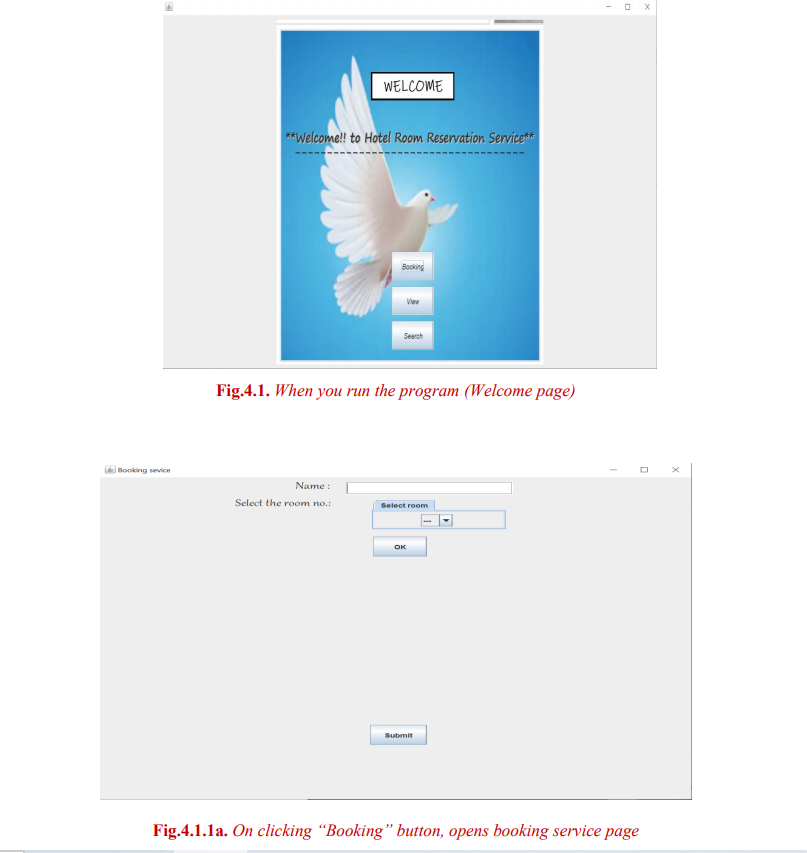 WELCOME
**Welcome!! to Hotel Room Reservation Service**
------------------------------------------------
Booking
View
Search
Fig.4.1. When you run the program (Welcome page)
Booking sevice
Name :
Select the room no.:
Select room
---
OK
Submit
Fig.4.1.1a. On clicking “Booking” button, opens booking service page